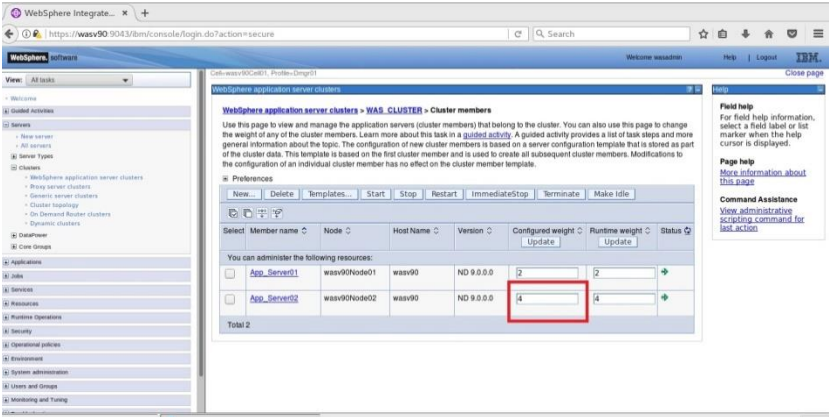 WebSphere Integrate... × +
https://wasv90:9043/ibm/console/login.do?action=secure
Search
WebSphere. software
Welcome wasadmin
Help | Logout
IBM.
View: All tasks
Welcome
Guided Activities
Servers
New server
All servers
Server Types
Clusters
WebSphere application server clusters
Proxy server clusters
Generic server clusters
Cluster topology
On Demand Router clusters
Dynamic clusters
DataPower
Core Groups
Applications
Jobs
Services
Resources
Runtime Operations
Security
Operational policies
Environment
System administration
Users and Groups
Monitoring and Tuning
Cell=wasv90Cell01, Profile=Dmgr01
Close page
WebSphere application server clusters
WebSphere application server clusters > WAS_CLUSTER > Cluster members
Use this page to view and manage the application servers (cluster members) that belong to the cluster. You can also use this page to change
the weight of any of the cluster members. Learn more about this task in a guided activity. A guided activity provides a list of task steps and more
general information about the topic. The configuration of new cluster members is based on a server configuration template that is stored as part
of the cluster data. This template is based on the first cluster member and is used to create all subsequent cluster members. Modifications to
the configuration of an individual cluster member has no effect on the cluster member template.
Preferences
New... Delete Templates... Start Stop Restart ImmediateStop Terminate Make Idle
Select Member name Node Host Name Version Configured weight Runtime weight Status
Update Update
You can administer the following resources:
App_Server01 wasv90Node01 wasv90 ND 9.0.0.0 2 2
App_Server02 wasv90Node02 wasv90 ND 9.0.0.0 4 4
Total 2
Help
Field help
For field help information,
select a field label or list
marker when the help
cursor is displayed.
Page help
More information about
this page
Command Assistance
View administrative
scripting command for
last action